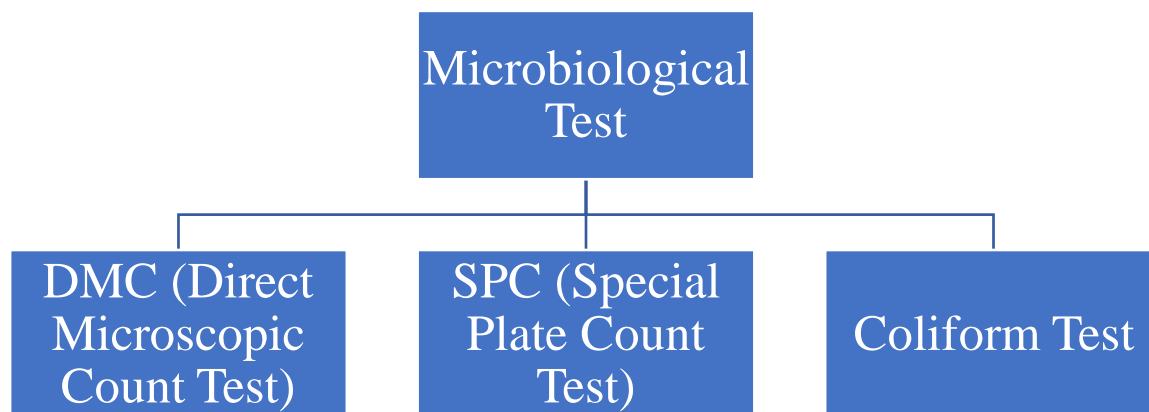 Microbiological
Test
DMC (Direct
Microscopic
Count Test)
SPC (Special
Plate Count
Test)
Coliform Test